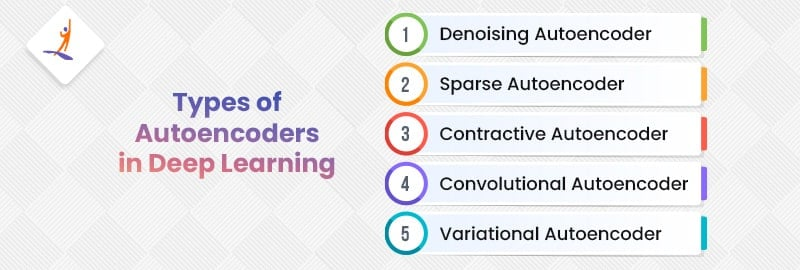 Types of
Autoencoders
in Deep Learning
1 Denoising Autoencoder
2 Sparse Autoencoder
3 Contractive Autoencoder
4 Convolutional Autoencoder
5 Variational Autoencoder